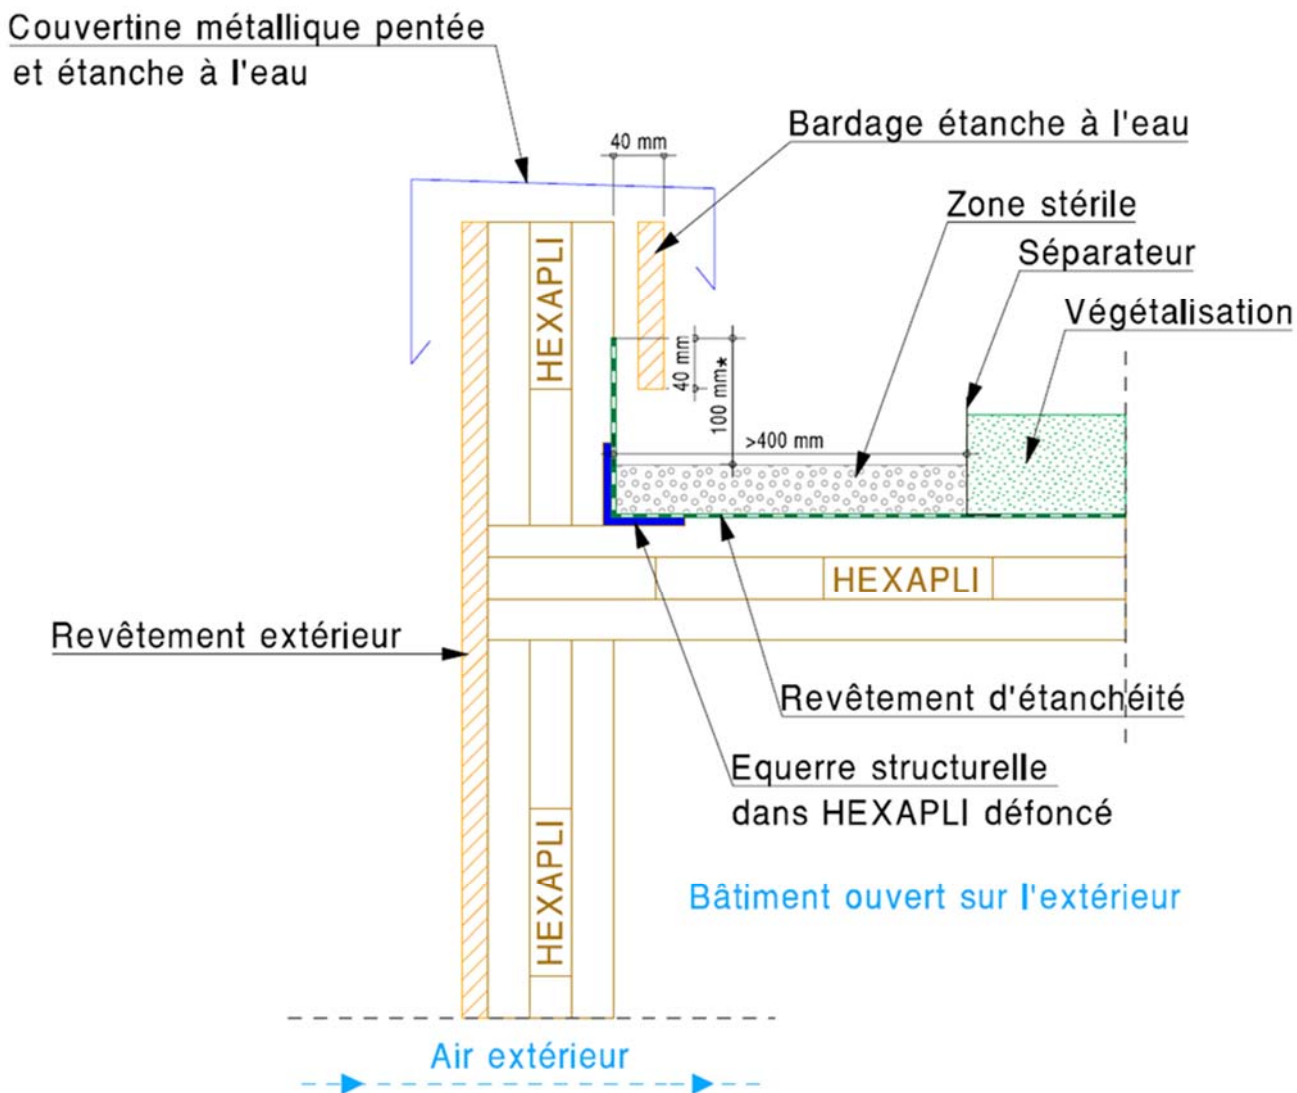 Couvertine métallique pentée
et étanche à l'eau
Bardage étanche à l'eau
40 mm
Zone stérile
Séparateur
Végétalisation
HEXAPLI
40 mm
100 mm*
>400 mm
HEXAPLI
Revêtement extérieur
Revêtement d'étanchéité
Equerre structurelle
dans HEXAPLI défoncé
HEXAPLI
Bâtiment ouvert sur l'extérieur
Air extérieur